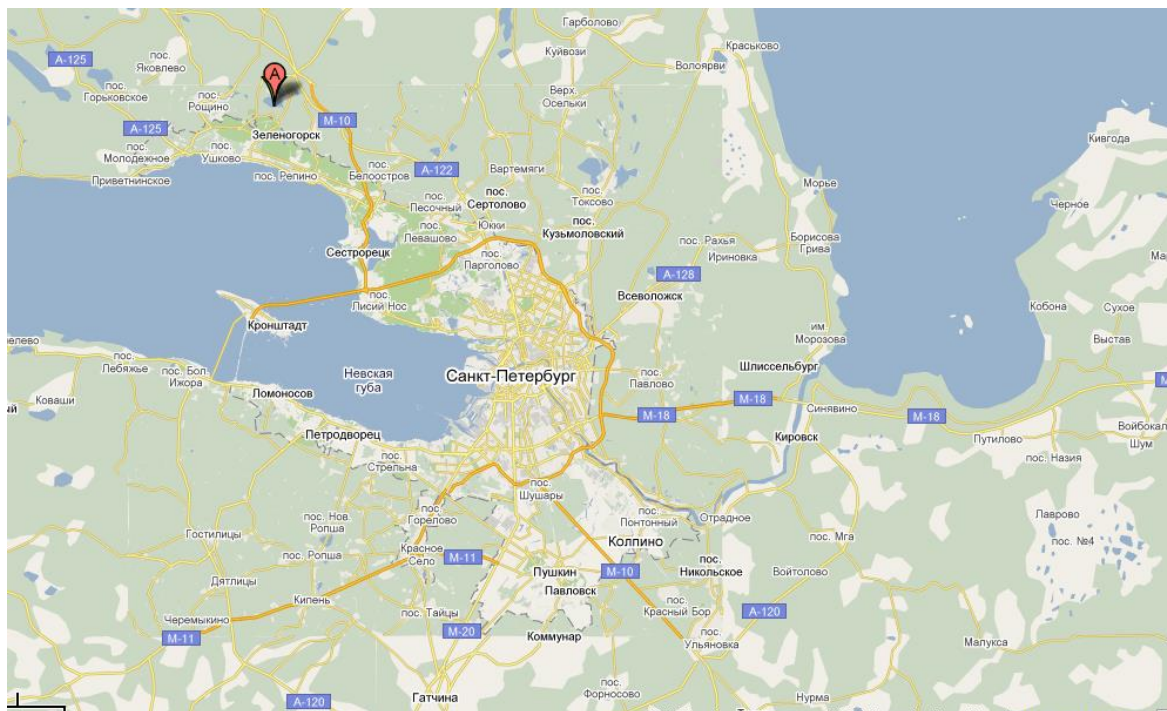 Гарболово
Куйвози
Краськово
Волоярви
А-125
пос.
Яковлево
А
пос.
Горьковское
пос.
Рощино
Верх.
Осельки
М-10
А-125
Зеленогорск
пос.
Молодежное
пос.
Ушково
Кивгода
Приветнинское
пос. Репино
пос.
Белоостров
А-122
Вартемяги
Морье
пос.
Песочный
пос.
Сертолово
пос.
Токсово
Черное
Юкки
пос.
Левашово
пос.
Кузьмоловский
пос. Рахья
Борисова
Грива
Ириновка
Сестрорецк
пос.
Парголово
А-128
Всеволожск
пос.
Лисий Нос
Кобона
Сухое
Кронштадт
им
Морозова
Выстав
пос.
Лебяжье
пос. Бол.
Ижора
Невская
губа
Санкт-Петербург
пос.
Павлово
Шлиссельбург
Коваши
Ломоносов
М-18
М-18
Синявино
М-18
Петродворец
Кировск
Путилово
Войбокал
Шум
пос.
Стрельна
пос. Назия
пос.
Шушары
пос.
Горелово
пос. Нов.
Ропша
пос.
Понтонный
Отрадное
Лаврово
Гостилицы
пос. Мга
пос. №4
Колпино
пос. Ропша
Красное
Село
М-11
Пушкин
М-10
пос.
Никольское
Войтолово
Дятлицы
Павловск
Кипень
пос. Тайцы
пос.
Красный Бор
А-120
Черемыкино
М-11
М-20
Коммунар
пос.
Ульяновка
Малукса
Гатчина
пос.
Форносово
А-120
Нурма